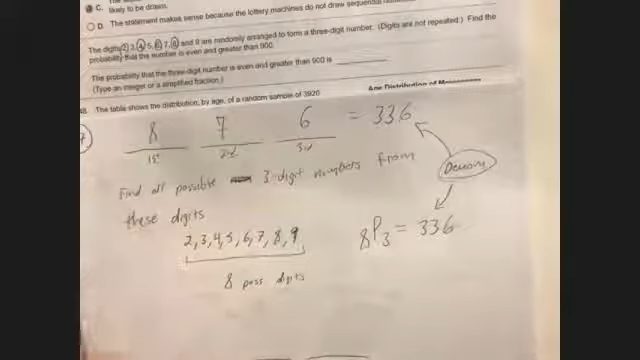 C.
likely to be drawn.
D. The statement makes sense because the lottery machines do not draw sequential
The digits 2, 3, 4, 5, 6, 7, 8, and 9 are randomly arranged to form a three-digit number. (Digits are not repeated.) Find the
probability that the number is even and greater than 900.
The probability that the three-digit number is even and greater than 900 is
(Type an integer or a simplified fraction.)
48. The table shows the distribution, by age, of a random sample of 3920
Age Distribution of
8 7 6 = 336
1st 2nd 3rd
Find all possible 3-digit numbers from
Denom
these digits
2,3,4,5,6,7,8,9
8P3 = 336
8 poss digits